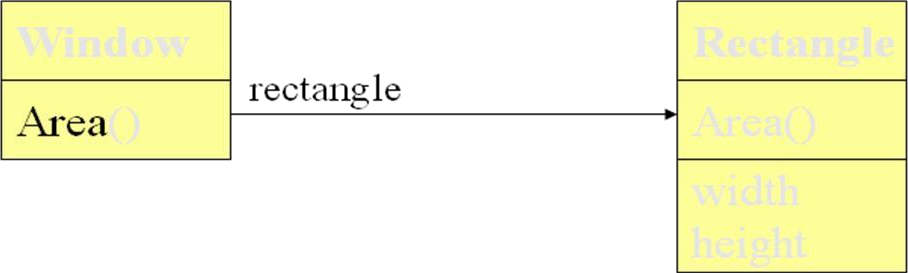 Window
Area()
rectangle
Rectangle
Area()
width
height